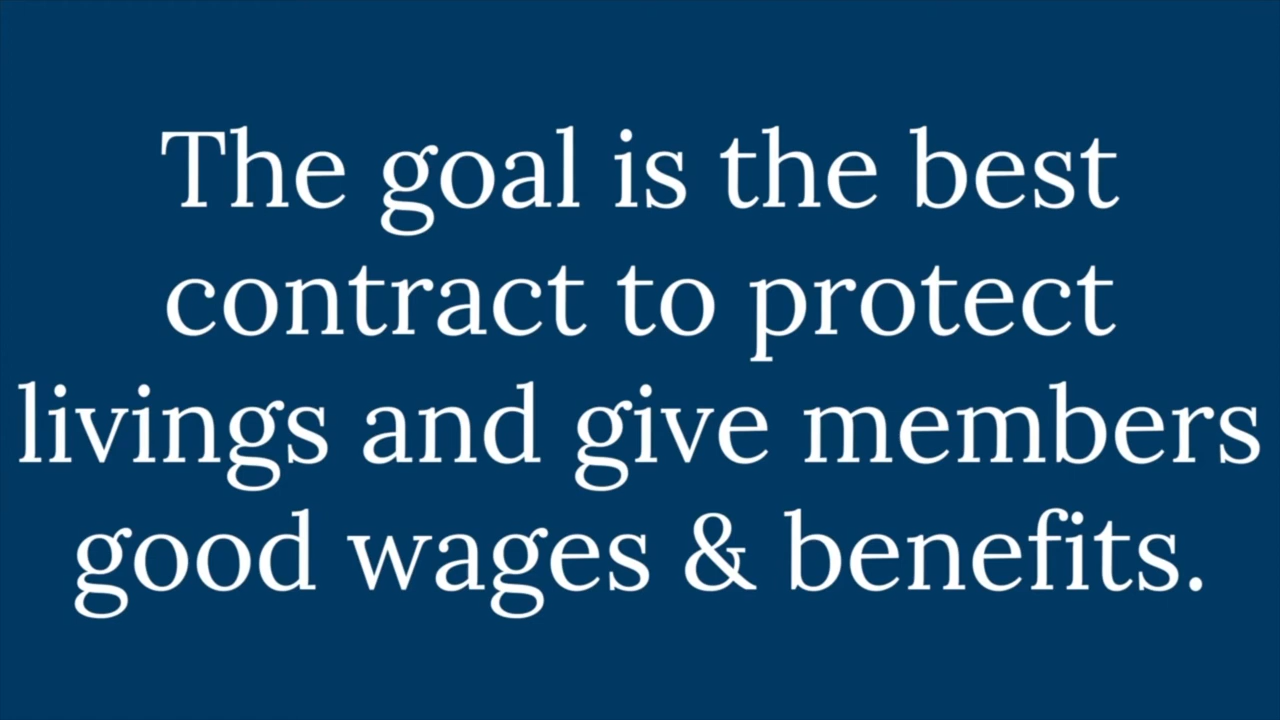 The goal is the best
contract to protect
livings and give members
good wages & benefits.